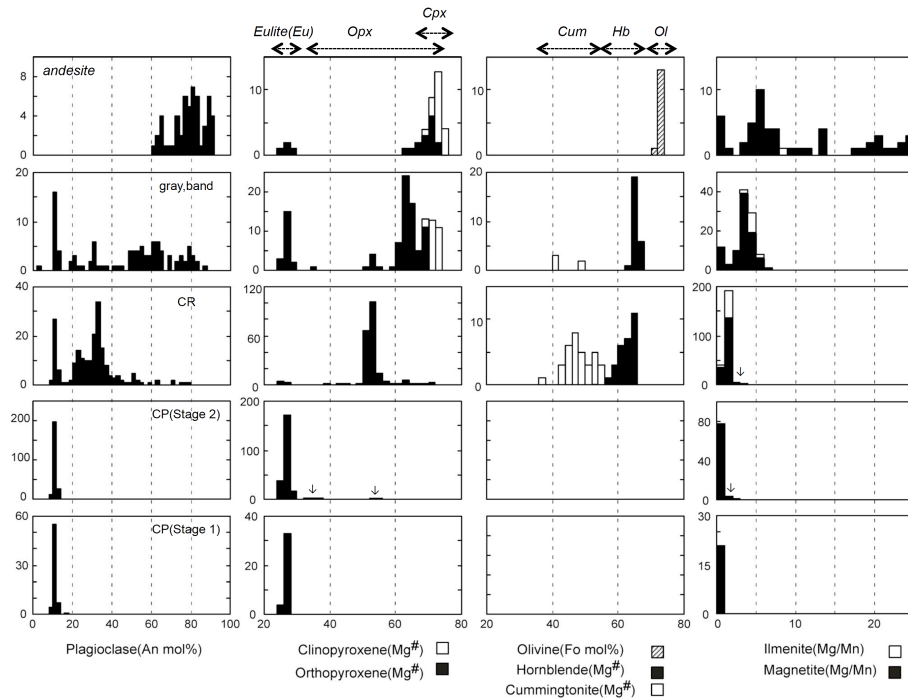 Cpx
Eulite(Eu) Opx Cum Hb Ol
andesite
8
4
0
10
0
10
0
10
5
0
gray,band
20
10
0
20
10
0
20
10
0
40
20
0
CR
40
20
0
120
80
40
0
10
0
200
100
0
CP(Stage 2)
200
100
0
200
100
0
80
40
0
CP(Stage 1)
60
30
0
40
20
0
30
15
0
0 20 40 60 80 100
20 40 60 80
20 40 60 80
0 10 20
Plagioclase(An mol%)
Clinopyroxene(Mg#)
Orthopyroxene(Mg#)
Olivine(Fo mol%)
Hornblende(Mg#)
Cummingtonite(Mg#)
Ilmenite(Mg/Mn)
Magnetite(Mg/Mn)